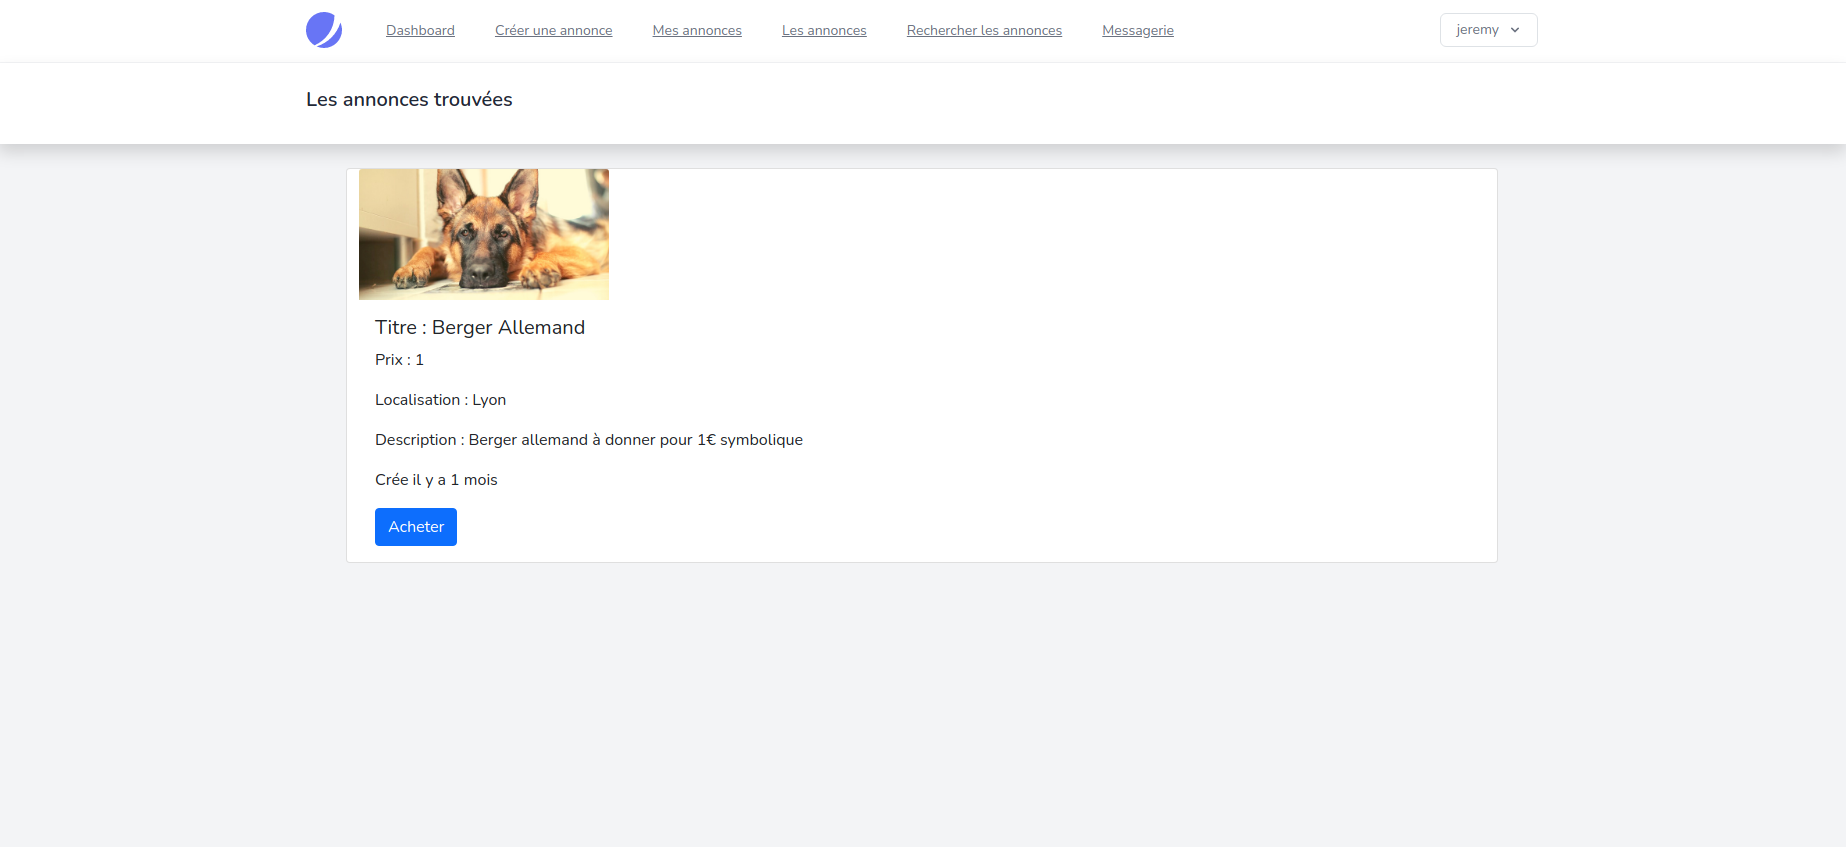 Dashboard Créer une annonce Mes annonces Les annonces Rechercher les annonces Messagerie jeremy
Les annonces trouvées
Titre : Berger Allemand
Prix : 1
Localisation : Lyon
Description : Berger allemand à donner pour 1€ symbolique
Crée il y a 1 mois
Acheter